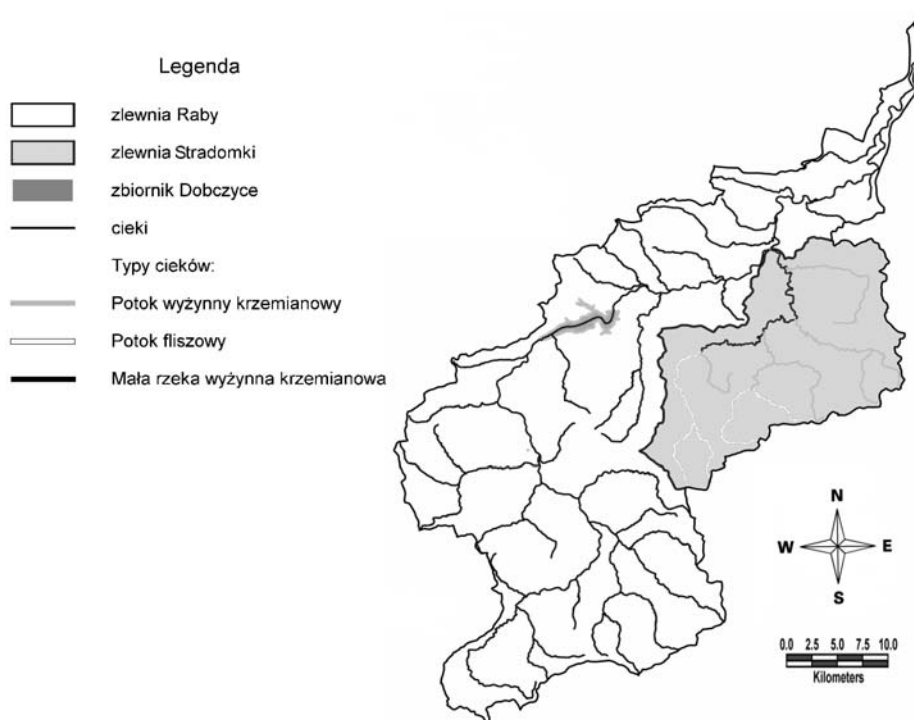 Legenda
zlewnia Raby
zlewnia Stradomki
zbiornik Dobczyce
cieki
Typy cieków:
Potok wyżynny krzemianowy
Potok fliszowy
Mała rzeka wyżynna krzemianowa
N
W E
S
0.0 2.5 5.0 7.5 10.0
Kilometers